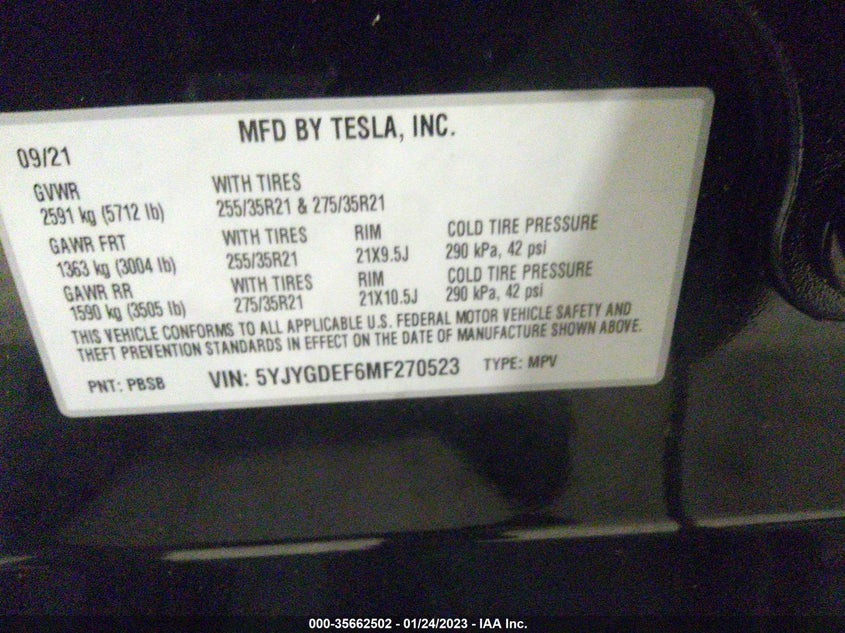 MFD BY TESLA, INC.
09/21
GVWR WITH TIRES
2591 kg (5712 lb) 255/35R21 & 275/35R21
GAWR FRT WITH TIRES RIM COLD TIRE PRESSURE
1363 kg (3004 lb) 255/35R21 21X9.5J 290 kPa, 42 psi
GAWR RR WITH TIRES RIM COLD TIRE PRESSURE
1590 kg (3505 lb) 275/35R21 21X10.5J 290 kPa, 42 psi
THIS VEHICLE CONFORMS TO ALL APPLICABLE U.S. FEDERAL MOTOR VEHICLE SAFETY AND
THEFT PREVENTION STANDARDS IN EFFECT ON THE DATE OF MANUFACTURE SHOWN ABOVE.
PNT: PBSB VIN: 5YJYGDEF6MF270523 TYPE: MPV
000-35662502 - 01/24/2023 - IAA Inc.